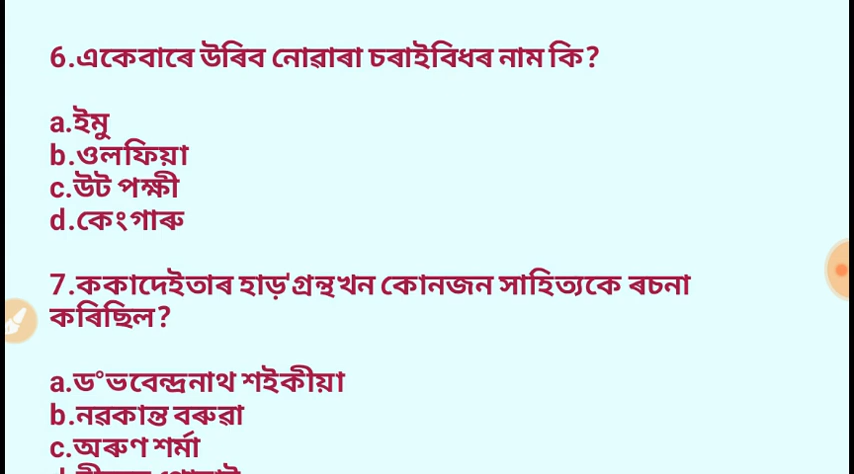 6.একেবাৰে উৰিব নোৱাৰা চৰাইবিধৰ নাম কি?
a.ইমু
b.ওলফিয়া
c.উট পক্ষী
d.কেংগাৰু
7.ককাদেইতাৰ হাড়'গ্ৰন্থখন কোনজন সাহিত্যকে ৰচনা
কৰিছিল?
a.ড°ভবেন্দ্ৰনাথ শইকীয়া
b.নৱকান্ত বৰুৱা
c.অৰুণ শৰ্মা